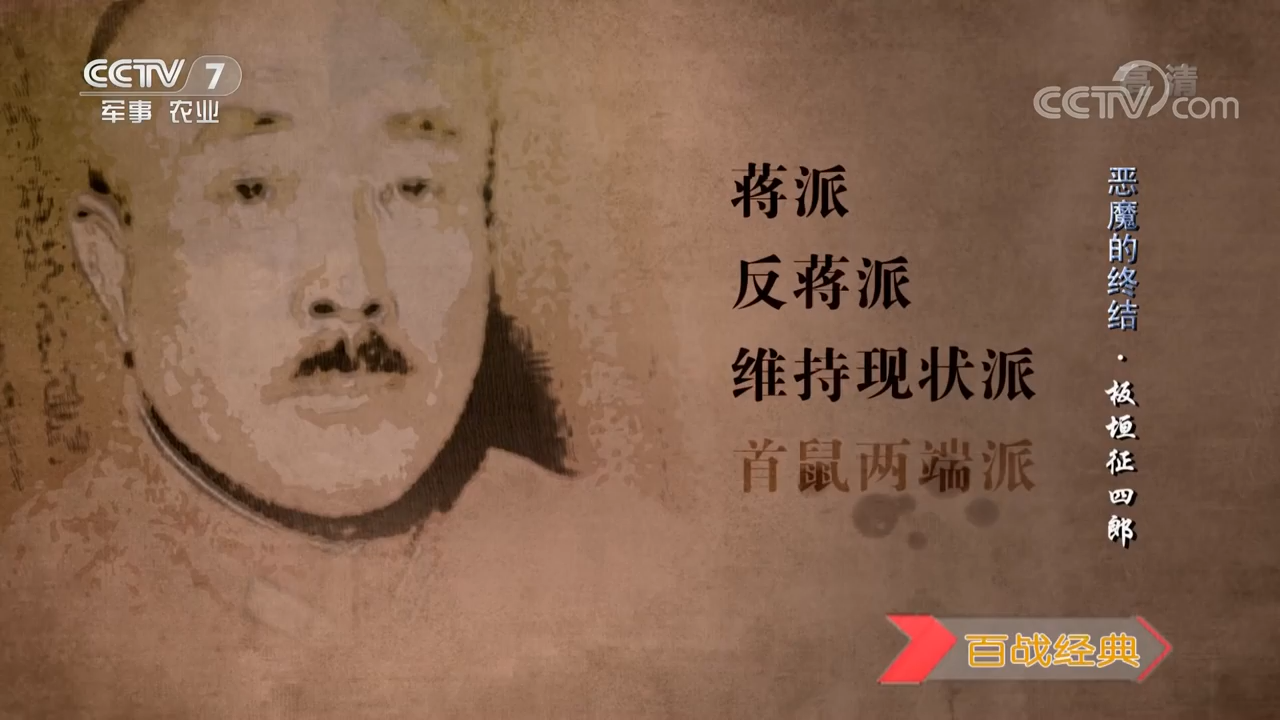 CCTV 7
军事 农业
高清
CCTV com
蒋派
反蒋派
维持现状派
首鼠两端派
恶魔的终结·板垣征四郎
百战经典